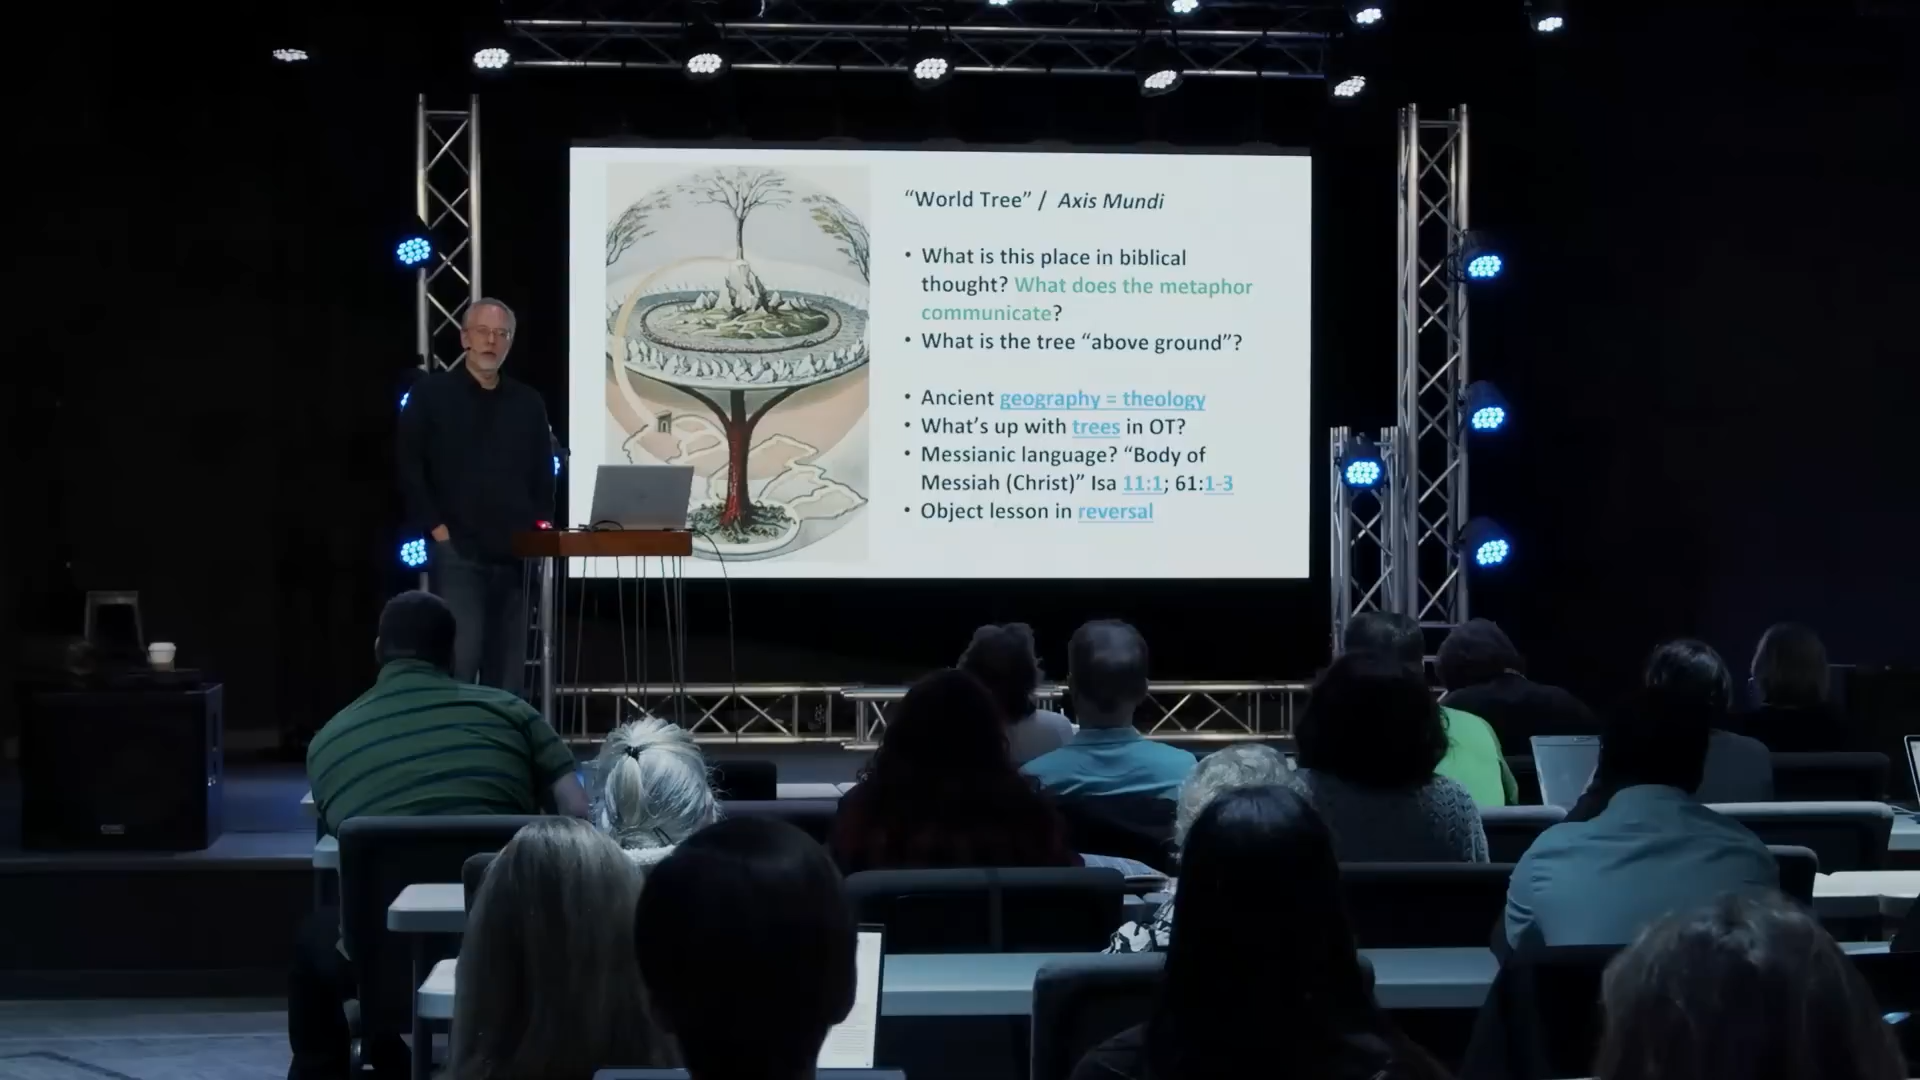 “World Tree” / Axis Mundi
• What is this place in biblical
thought? What does the metaphor
communicate?
• What is the tree “above ground”?
• Ancient geography = theology
• What’s up with trees in OT?
• Messianic language? “Body of
Messiah (Christ)” Isa 11:1; 61:1-3
• Object lesson in reversal